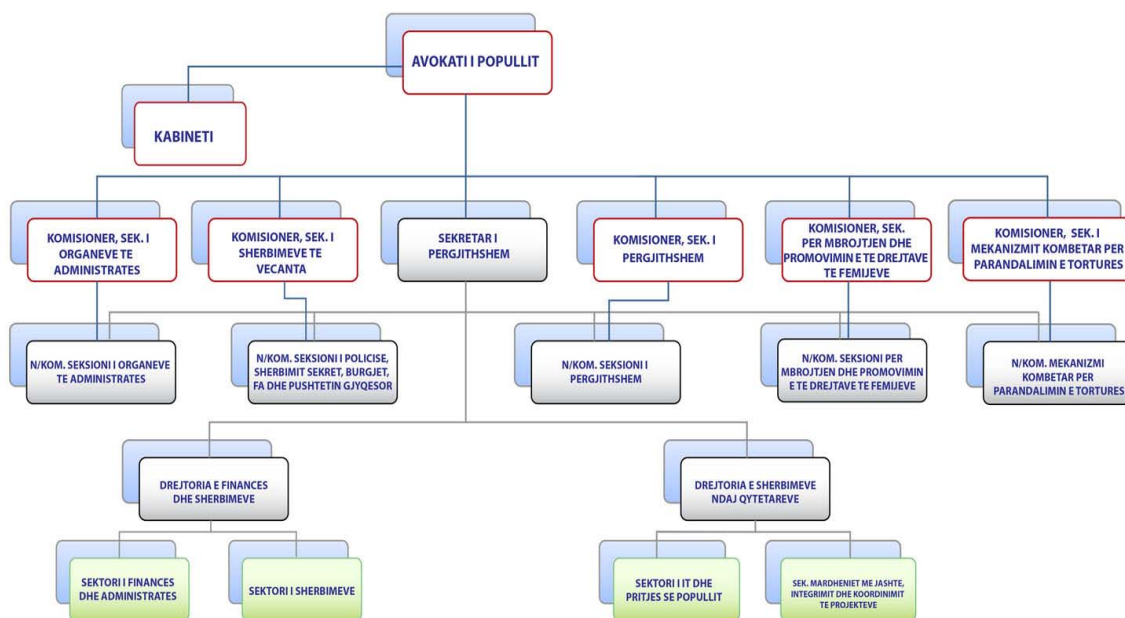 AVOKATI I POPULLIT
KABINETI
KOMISIONER, SEK. I
ORGANEVE TE
ADMINISTRATES
KOMISIONER, SEK. I
SHERBIMEVE TE
VECANTA
SEKRETAR I
PERGJITHSHEM
KOMISIONER, SEK. I
PERGJITHSHEM
KOMISIONER, SEK.
PER MBROJTJEN DHE
PROMOVIMIN E TE DREJTAVE
TE FEMIJEVE
KOMISIONER, SEK. I
MEKANIZMIT KOMBETAR PER
PARANDALIMIN E TORTURES
N/KOM. SEKSIONI I ORGANEVE
TE ADMINISTRATES
N/KOM. SEKSIONI I POLICISE,
SHERBIMIT SEKRET, BURGJET,
FA DHE PUSHTETIN GJYQESOR
N/KOM. SEKSIONI I
PERGJITHSHEM
N/KOM. SEKSIONI PER
MBROJTJEN DHE PROMOVIMIN
E TE DREJTAVE TE FEMIJEVE
N/KOM. MEKANIZMI
KOMBETAR PER
PARANDALIMIN E TORTURES
DREJTORIA E FINANCES
DHE SHERBIMEVE
DREJTORIA E SHERBIMEVE
NDAJ QYTETAREVE
SEKTORI I FINANCES
DHE ADMINISTRATES
SEKTORI I SHERBIMEVE
SEKTORI I IT DHE
PRITJES SE POPULLIT
SEK. MARDHENIET ME JASHTE,
INTEGRIMIT DHE KOORDINIMIT
TE PROJEKTEVE